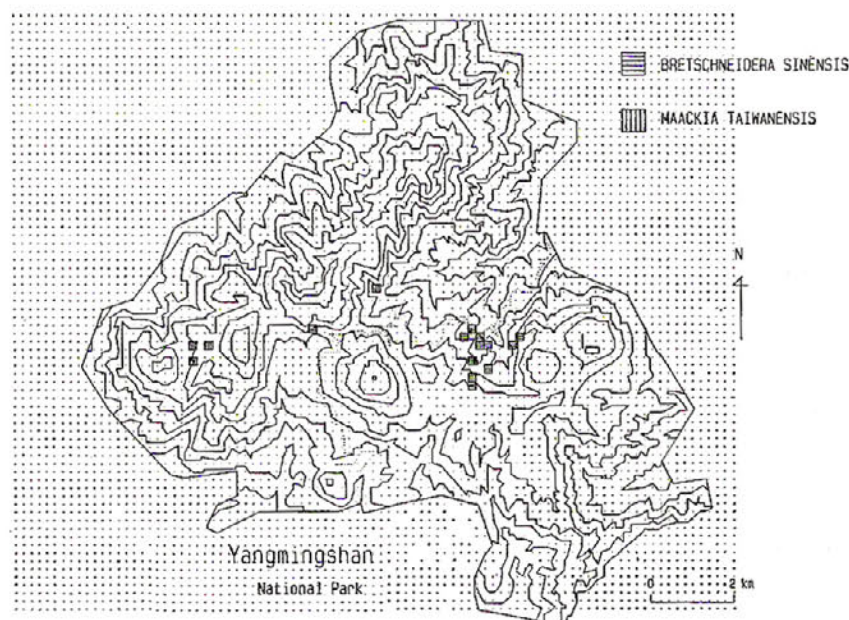 BRETSCHNEIDERA SINĖNSIS
MAACKIA TAIWANĖNSIS
N
Yangmingshan
National Park
0 2 km